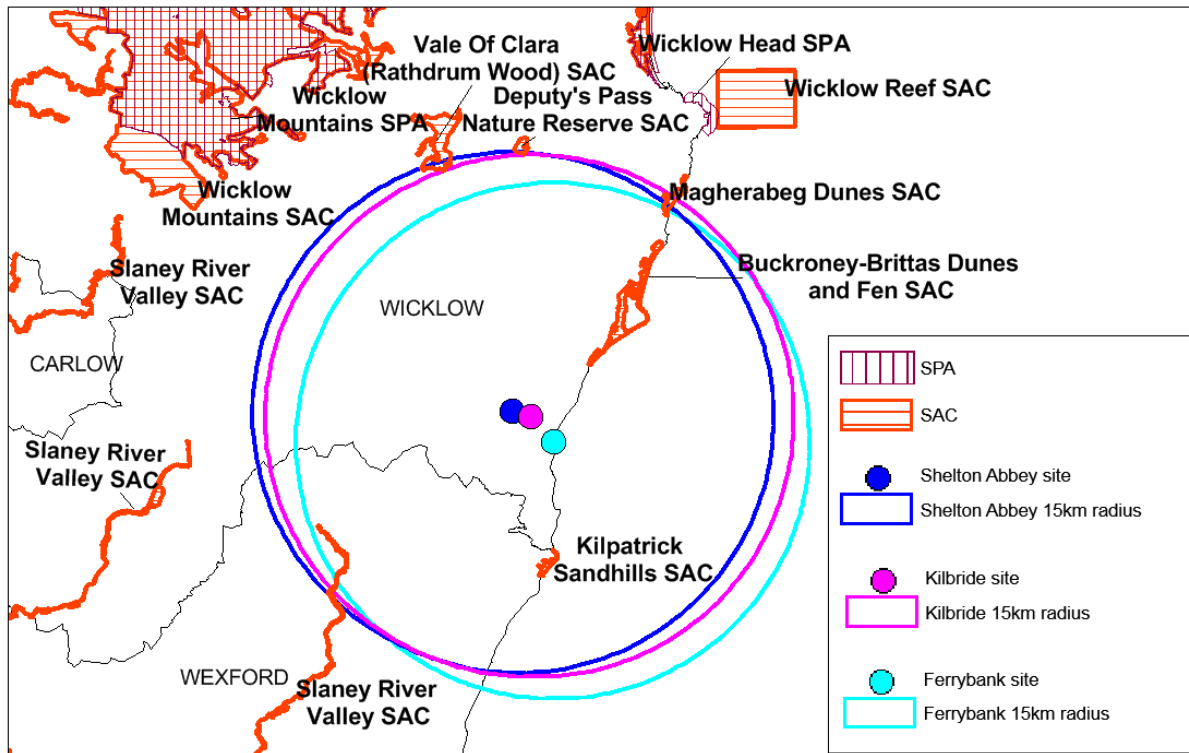 Vale Of Clara
(Rathdrum Wood) SAC
Wicklow Head SPA
Wicklow Reef SAC
Wicklow
Mountains SPA
Deputy's Pass
Nature Reserve SAC
Wicklow
Mountains SAC
Magherabeg Dunes SAC
Slaney River
Valley SAC
Buckroney-Brittas Dunes
and Fen SAC
WICKLOW
CARLOW
Slaney River
Valley SAC
Kilpatrick
Sandhills SAC
WEXFORD
Slaney River
Valley SAC
SPA
SAC
Shelton Abbey site
Shelton Abbey 15km radius
Kilbride site
Kilbride 15km radius
Ferrybank site
Ferrybank 15km radius